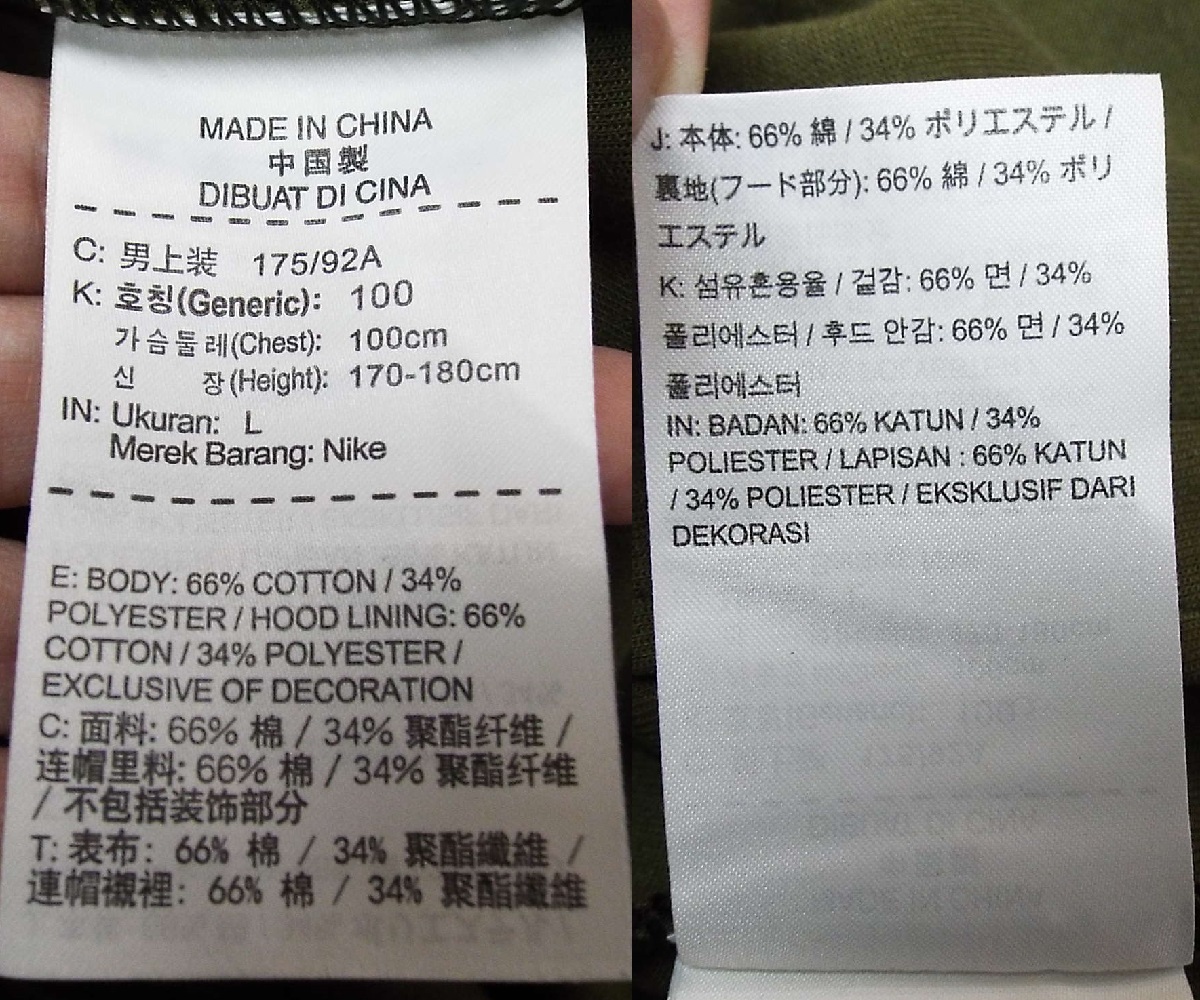 MADE IN CHINA
中国製
DIBUAT DI CINA
C: 男上装 175/92A
K: 호칭(Generic): 100
가슴둘레(Chest): 100cm
신 장(Height): 170-180cm
IN: Ukuran: L
Merek Barang: Nike
E: BODY: 66% COTTON / 34%
POLYESTER / HOOD LINING: 66%
COTTON / 34% POLYESTER /
EXCLUSIVE OF DECORATION
C: 面料: 66% 棉 / 34% 聚酯纤维 /
连帽里料: 66% 棉 / 34% 聚酯纤维
/ 不包括装饰部分
T: 表布: 66% 棉 / 34% 聚酯纖維 /
連帽襯裡: 66% 棉 / 34% 聚酯纖維
J: 本体: 66% 綿 / 34% ポリエステル /
裏地(フード部分): 66% 綿 / 34% ポリ
エステル
K: 섬유혼용율 / 겉감: 66% 면 / 34%
폴리에스터 / 후드 안감: 66% 면 / 34%
폴리에스터
IN: BADAN: 66% KATUN / 34%
POLIESTER / LAPISAN : 66% KATUN
/ 34% POLIESTER / EKSKLUSIF DARI
DEKORASI